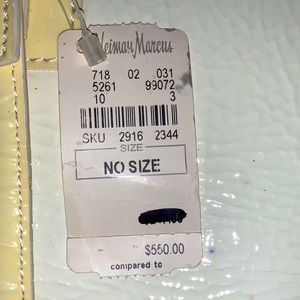 Neiman Marcus
718 02 031
5261 99072
10 3
SKU 2916 2344
SIZE
NO SIZE
$550.00
compared to